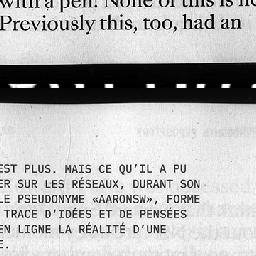 with a pen. None of this is
Previously this, too, had an
EST PLUS. MAIS CE QU'IL A PU
ER SUR LES RÉSEAUX, DURANT SON
LE PSEUDONYME «AARONSW», FORME
TRACE D'IDÉES ET DE PENSÉES
EN LIGNE LA RÉALITÉ D'UNE
E.